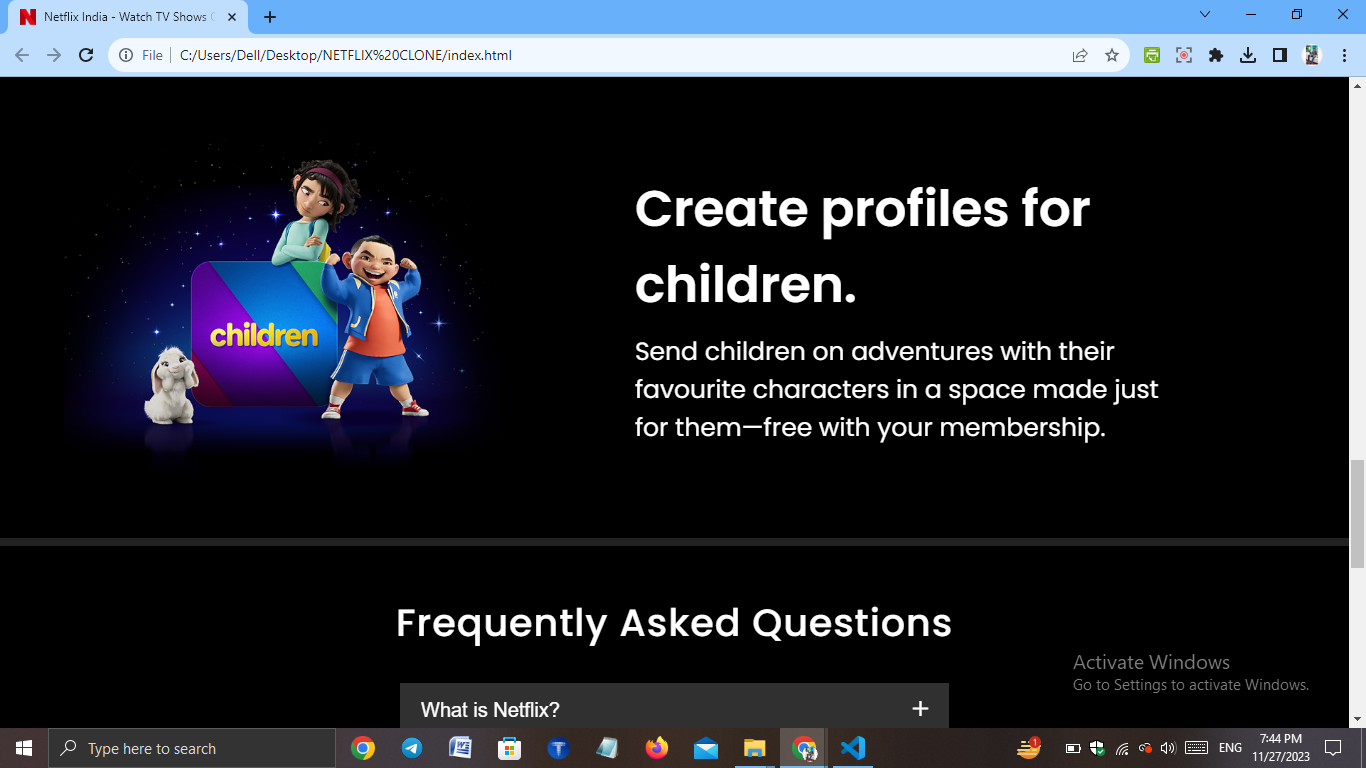 Netflix India - Watch TV Shows
File
C:/Users/Dell/Desktop/NETFLIX%20CLONE/index.html
children
Create profiles for
children.
Send children on adventures with their
favourite characters in a space made just
for them—free with your membership.
Frequently Asked Questions
What is Netflix?
+
Activate Windows
Go to Settings to activate Windows.
Type here to search
1
ENG
7:44 PM
11/27/2023